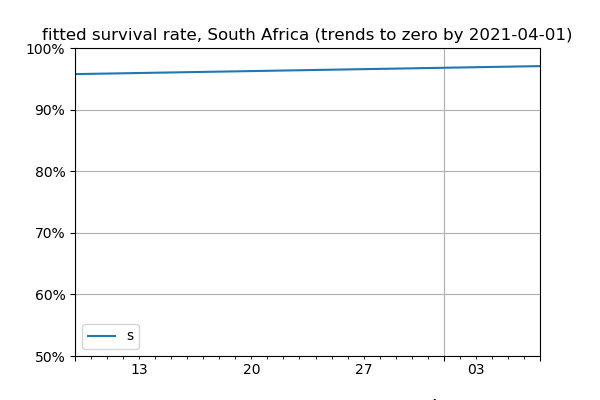 fitted survival rate, South Africa (trends to zero by 2021-04-01)
100%
90%
80%
70%
60%
50%
s
13 20 27 03